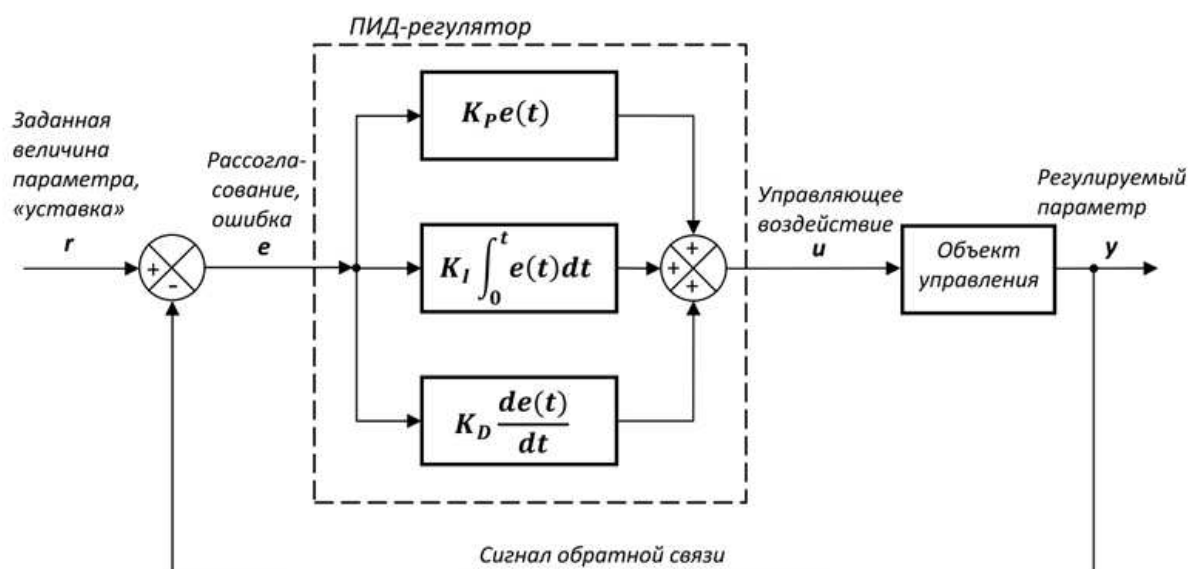 ПИД-регулятор
Заданная
величина
параметра,
«уставка»
r
+
-
Рассогла-
сование,
ошибка
e
K_P e(t)
K_I ∫_0^t e(t)dt
K_D de(t)/dt
+
+
+
Управляющее
воздействие
u
Объект
управления
Регулируемый
параметр
y
Сигнал обратной связи